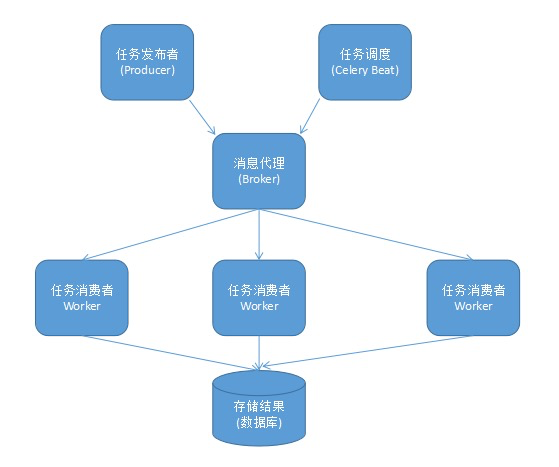 任务发布者
(Producer)
任务调度
(Celery Beat)
消息代理
(Broker)
任务消费者
Worker
任务消费者
Worker
任务消费者
Worker
存储结果
(数据库)